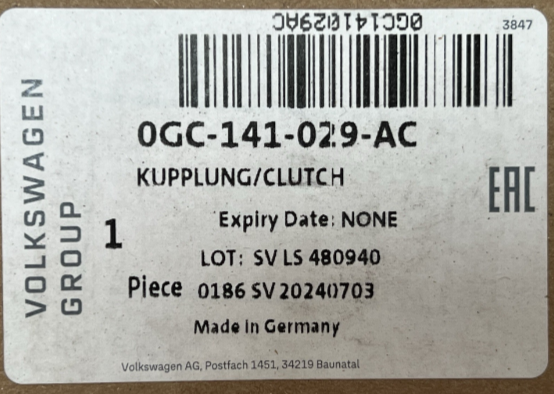 0GC141029AC
3847
VOLKSWAGEN
GROUP
0GC-141-029-AC
KUPPLUNG/CLUTCH
EAC
Expiry Date: NONE
1
LOT: SV LS 480940
Piece 0186 SV 20240703
Made in Germany
Volkswagen AG, Postfach 1451, 34219 Baunatal